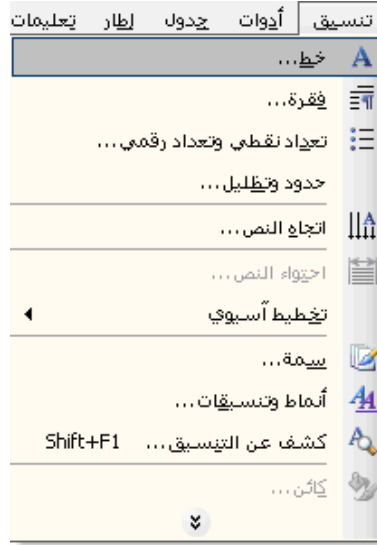 تنسيق أدوات جدول إطار تعليمات
خط...
فقرة...
تعداد نقطي وتعداد رقمي...
حدود وتظليل...
اتجاه النص...
احتواء النص...
تخطيط آسيوي
سمة...
أنماط وتنسيقات...
كشف عن التنسيق... Shift+F1
كائن...